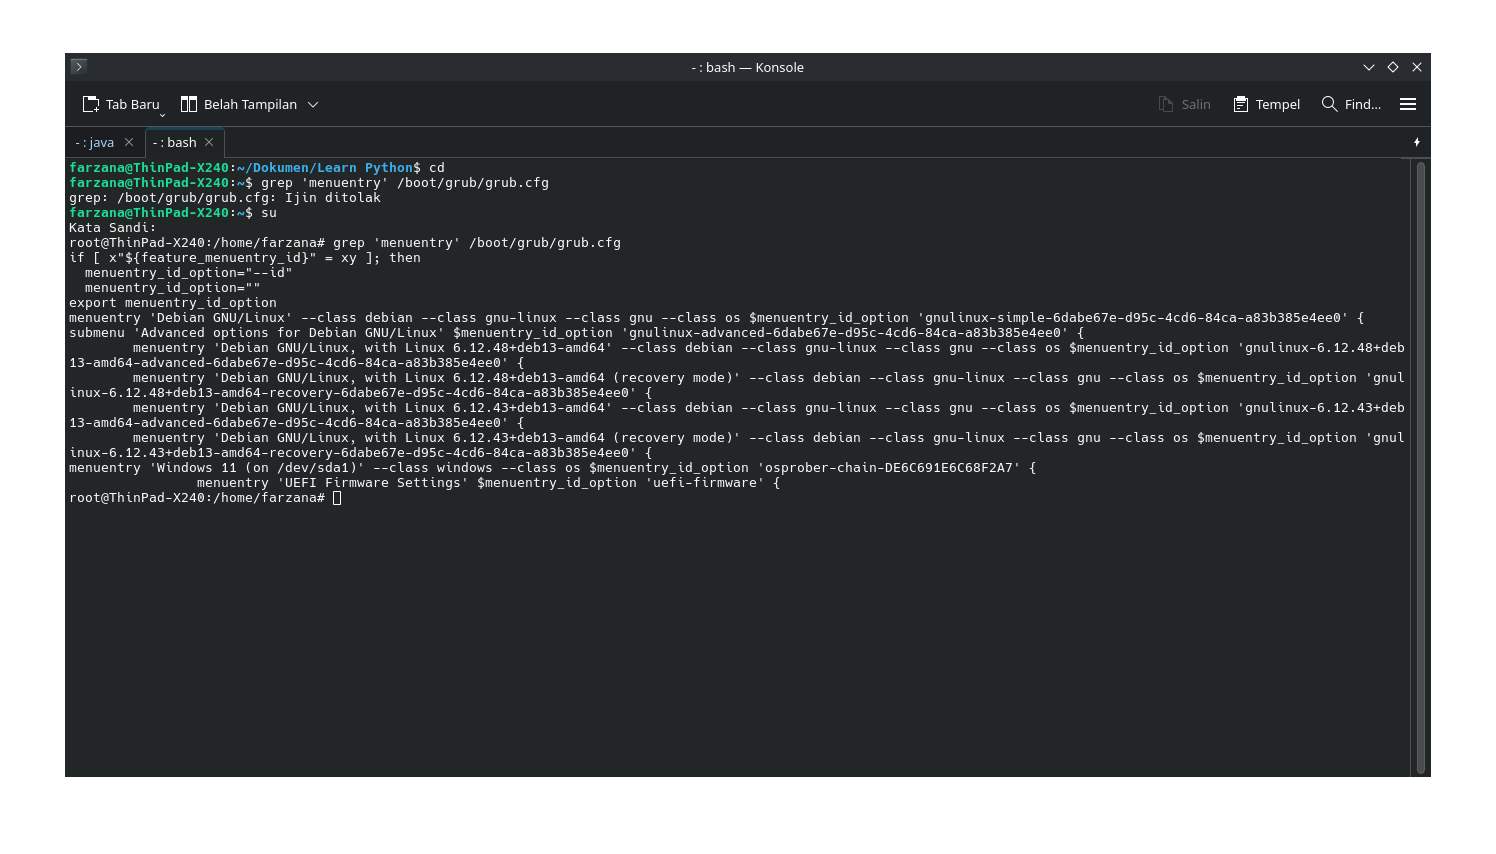 - : bash — Konsole
Tab Baru Belah Tampilan Salin Tempel Find...
- : java - : bash
farzana@ThinPad-X240:~/Dokumen/Learn Python$ cd
farzana@ThinPad-X240:~$ grep 'menuentry' /boot/grub/grub.cfg
grep: /boot/grub/grub.cfg: Ijin ditolak
farzana@ThinPad-X240:~$ su
Kata Sandi:
root@ThinPad-X240:/home/farzana# grep 'menuentry' /boot/grub/grub.cfg
if [ x"${feature_menuentry_id}" = xy ]; then
  menuentry_id_option="--id"
  menuentry_id_option=""
export menuentry_id_option
menuentry 'Debian GNU/Linux' --class debian --class gnu-linux --class gnu --class os $menuentry_id_option 'gnulinux-simple-6dabe67e-d95c-4cd6-84ca-a83b385e4ee0' {
submenu 'Advanced options for Debian GNU/Linux' $menuentry_id_option 'gnulinux-advanced-6dabe67e-d95c-4cd6-84ca-a83b385e4ee0' {
        menuentry 'Debian GNU/Linux, with Linux 6.12.48+deb13-amd64' --class debian --class gnu-linux --class gnu --class os $menuentry_id_option 'gnulinux-6.12.48+deb
13-amd64-advanced-6dabe67e-d95c-4cd6-84ca-a83b385e4ee0' {
        menuentry 'Debian GNU/Linux, with Linux 6.12.48+deb13-amd64 (recovery mode)' --class debian --class gnu-linux --class gnu --class os $menuentry_id_option 'gnul
inux-6.12.48+deb13-amd64-recovery-6dabe67e-d95c-4cd6-84ca-a83b385e4ee0' {
        menuentry 'Debian GNU/Linux, with Linux 6.12.43+deb13-amd64' --class debian --class gnu-linux --class gnu --class os $menuentry_id_option 'gnulinux-6.12.43+deb
13-amd64-advanced-6dabe67e-d95c-4cd6-84ca-a83b385e4ee0' {
        menuentry 'Debian GNU/Linux, with Linux 6.12.43+deb13-amd64 (recovery mode)' --class debian --class gnu-linux --class gnu --class os $menuentry_id_option 'gnul
inux-6.12.43+deb13-amd64-recovery-6dabe67e-d95c-4cd6-84ca-a83b385e4ee0' {
menuentry 'Windows 11 (on /dev/sda1)' --class windows --class os $menuentry_id_option 'osprober-chain-DE6C691E6C68F2A7' {
                menuentry 'UEFI Firmware Settings' $menuentry_id_option 'uefi-firmware' {
root@ThinPad-X240:/home/farzana#